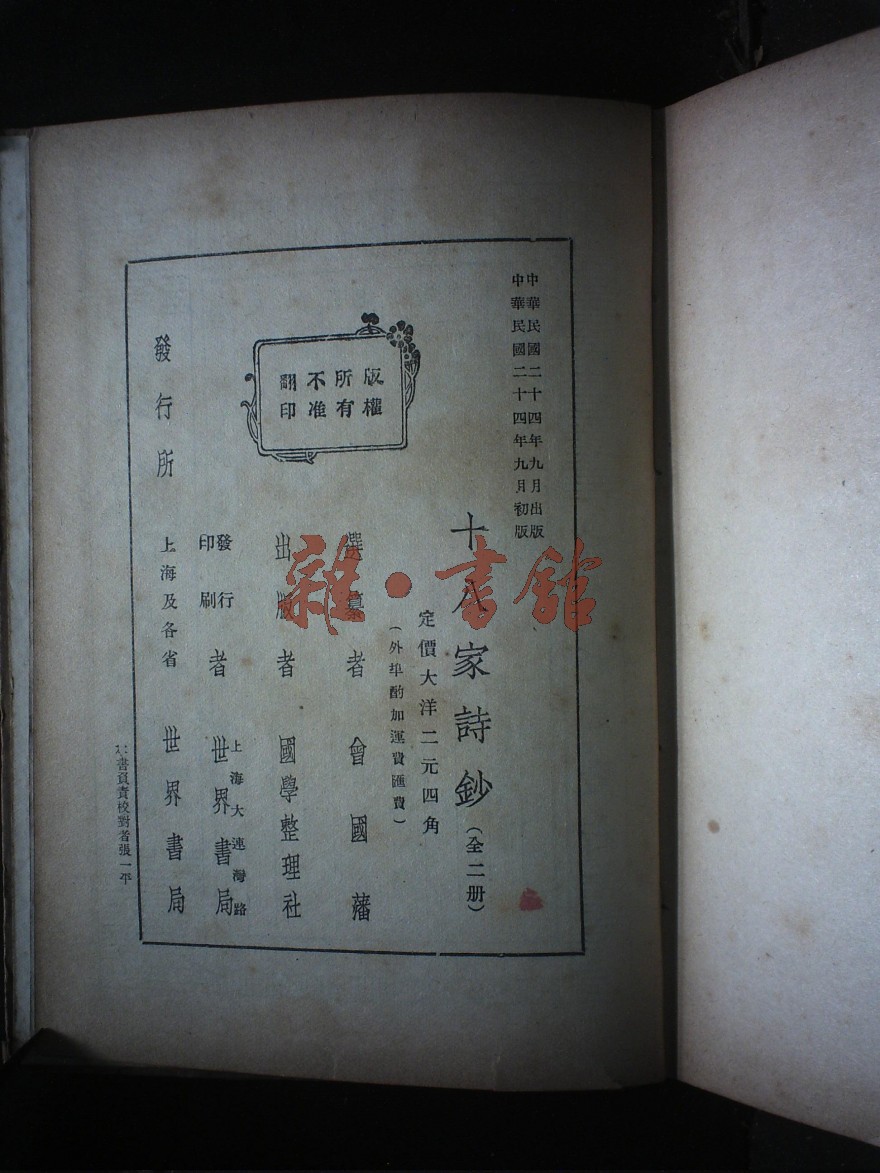 中華民國二十四年九月出版
中華民國二十四年九月初版
十八家詩鈔(全二册)
定價大洋二元四角
(外埠酌加運費匯費)
選纂者 曾國藩
版權
所有
不准
翻印
出版者 國學整理社
發行
印刷
者
上海大連灣路
世界書局
發行所 上海及各省 世界書局
書負責校對者張一平
雜·書館